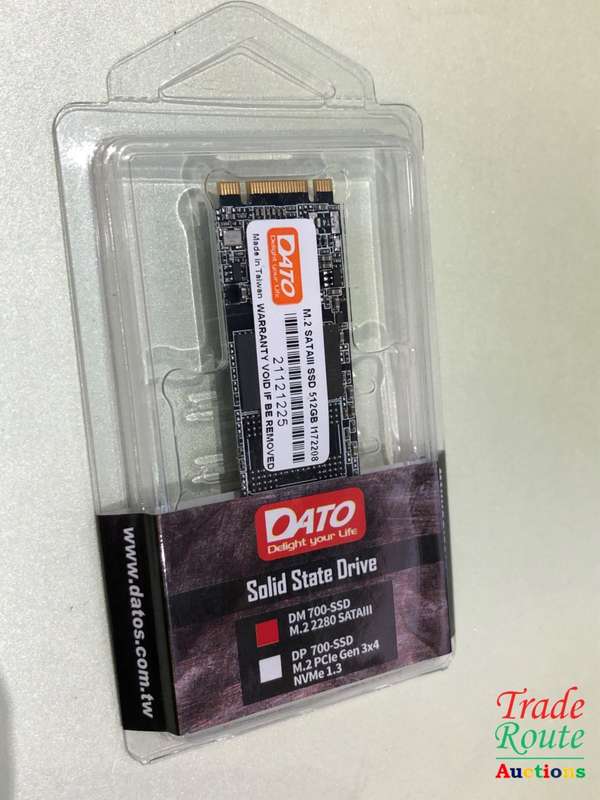 DATO
Delight your Life
M.2 SATAIII SSD 512GB I172208
21121225
Made in Taiwan WARRANTY VOID IF BE REMOVED
DATO
Delight your Life
Solid State Drive
DM 700-SSD
M.2 2280 SATAIII
DP 700-SSD
M.2 PCIe Gen 3x4
NVMe 1.3
www.datos.com.tw
Trade
Route
Auctions